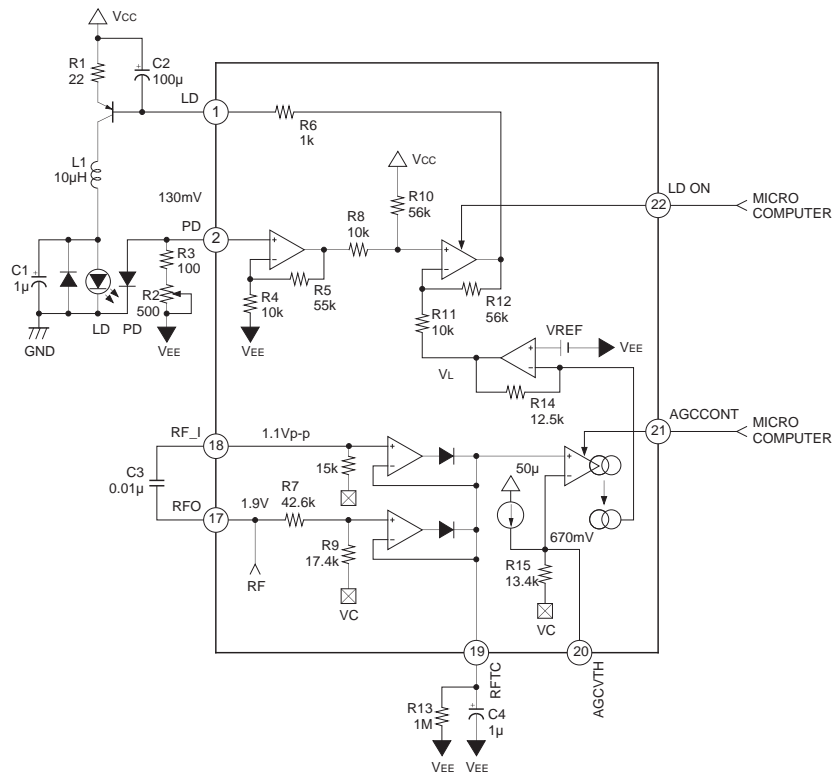 VCC
R1
22
C2
100μ
LD
1
R6
1k
L1
10μH
VCC
R10
56k
LD ON
22
MICRO
COMPUTER
130mV
PD
2
R8
10k
R3
100
R2
500
C1
1μ
R4
10k
R5
55k
R12
56k
R11
10k
VEE
VEE
GND
LD
PD
VREF
VEE
VL
R14
12.5k
AGCCONT
21
MICRO
COMPUTER
RF_I
18
1.1Vp-p
15k
50μ
C3
0.01μ
R7
42.6k
1.9V
RFO
17
670mV
R9
17.4k
R15
13.4k
RF
VC
VC
19
20
RFTC
AGCVTH
R13
1M
C4
1μ
VEE
VEE